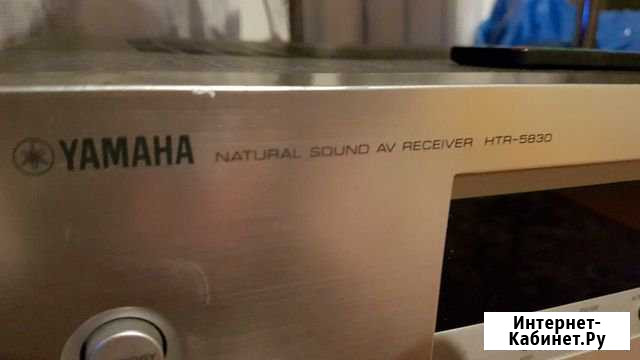 YAMAHA NATURAL SOUND AV RECEIVER HTR-5830
Интернет-
Кабинет.Ру